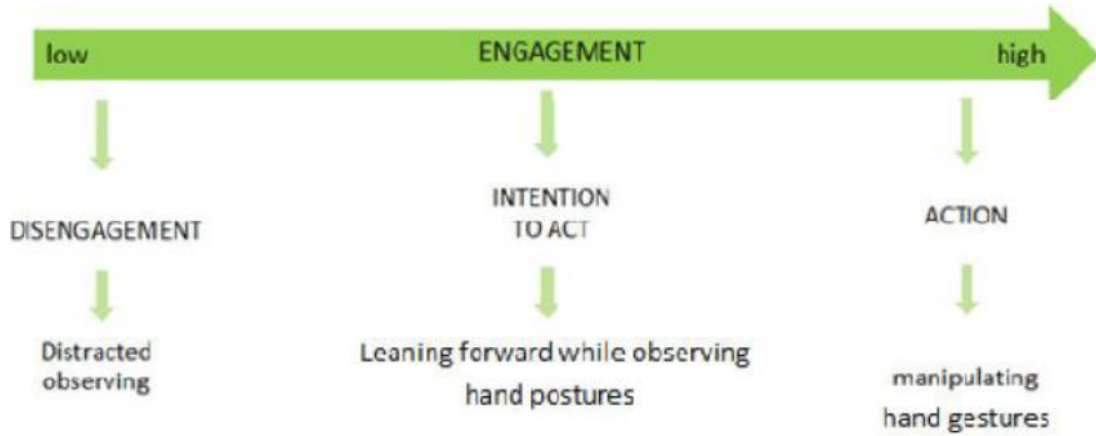 low ENGAGEMENT high
DISENGAGEMENT
INTENTION
TO ACT
ACTION
Distracted
observing
Leaning forward while observing
hand postures
manipulating
hand gestures